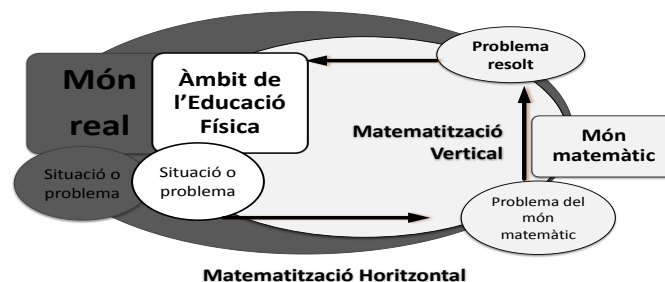 Món
real
Àmbit de
l’Educació
Física
Problema
resolt
Matematització
Vertical
Món
matemàtic
Situació o
problema
Situació o
problema
Problema del
món
matemàtic
Matematització Horitzontal